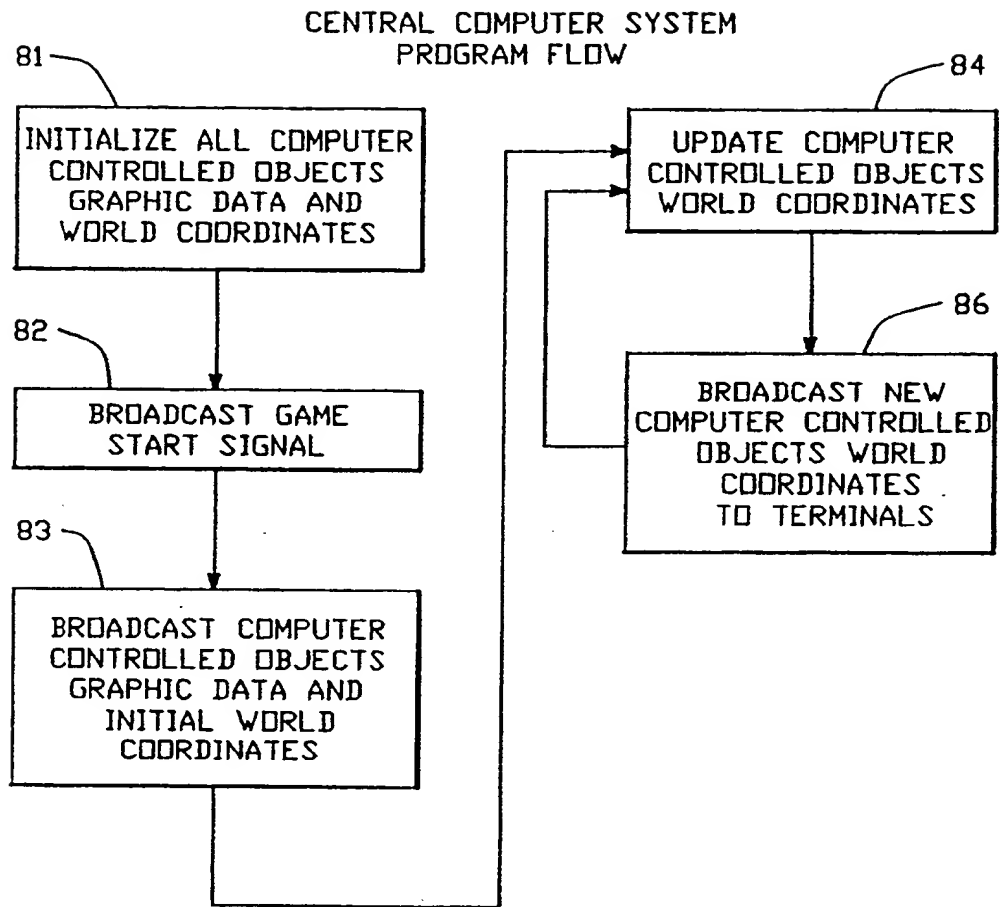 CENTRAL COMPUTER SYSTEM
PROGRAM FLOW
81
INITIALIZE ALL COMPUTER
CONTROLLED OBJECTS
GRAPHIC DATA AND
WORLD COORDINATES
82
BROADCAST GAME
START SIGNAL
83
BROADCAST COMPUTER
CONTROLLED OBJECTS
GRAPHIC DATA AND
INITIAL WORLD
COORDINATES
84
UPDATE COMPUTER
CONTROLLED OBJECTS
WORLD COORDINATES
86
BROADCAST NEW
COMPUTER CONTROLLED
OBJECTS WORLD
COORDINATES
TO TERMINALS